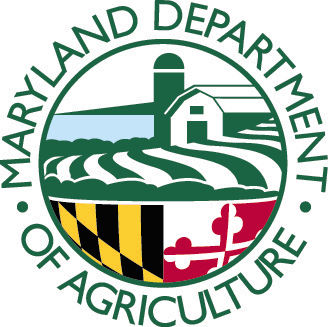 MARYLAND DEPARTMENT
• OF AGRICULTURE •